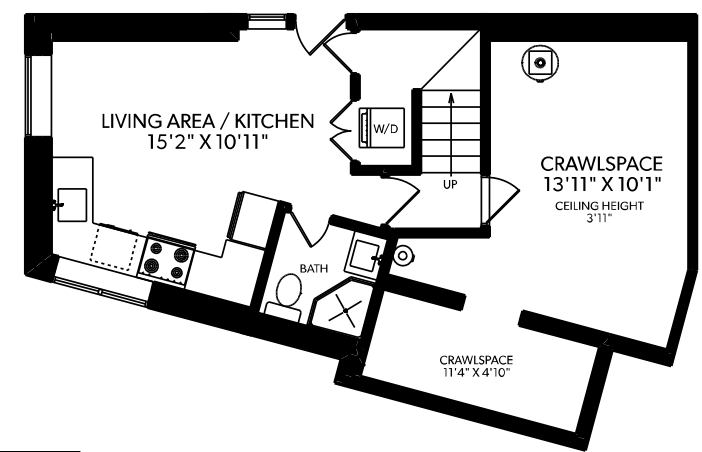 LIVING AREA / KITCHEN
15'2" X 10'11"
W/D
UP
CRAWLSPACE
13'11" X 10'1"
CEILING HEIGHT
3'11"
BATH
CRAWLSPACE
11'4" X 4'10"